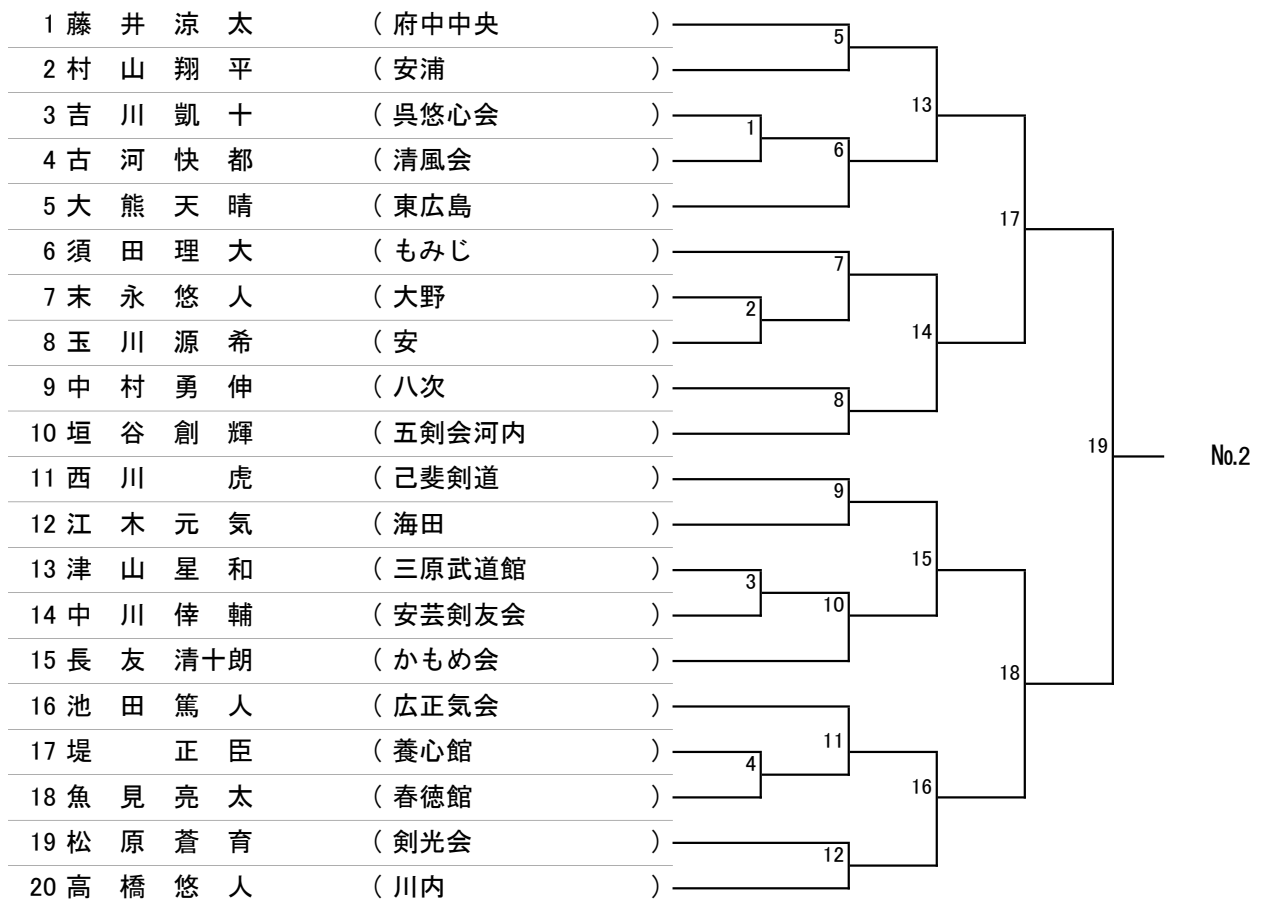 1 藤 井 涼 太 ( 府中中央 )
5
2 村 山 翔 平 ( 安浦 )
3 吉 川 凱 十 ( 呉悠心会 )
13
1
4 古 河 快 都 ( 清風会 )
6
5 大 熊 天 晴 ( 東広島 )
17
6 須 田 理 大 ( もみじ )
7
7 末 永 悠 人 ( 大野 )
2
8 玉 川 源 希 ( 安 )
14
9 中 村 勇 伸 ( 八次 )
8
10 垣 谷 創 輝 ( 五剣会河内 )
19
№2
11 西 川 虎 ( 己斐剣道 )
9
12 江 木 元 気 ( 海田 )
13 津 山 星 和 ( 三原武道館 )
15
3
14 中 川 倖 輔 ( 安芸剣友会 )
10
15 長 友 清十朗 ( かもめ会 )
18
16 池 田 篤 人 ( 広正気会 )
11
17 堤 正 臣 ( 養心館 )
4
18 魚 見 亮 太 ( 春徳館 )
16
19 松 原 蒼 育 ( 剣光会 )
12
20 高 橋 悠 人 ( 川内 )